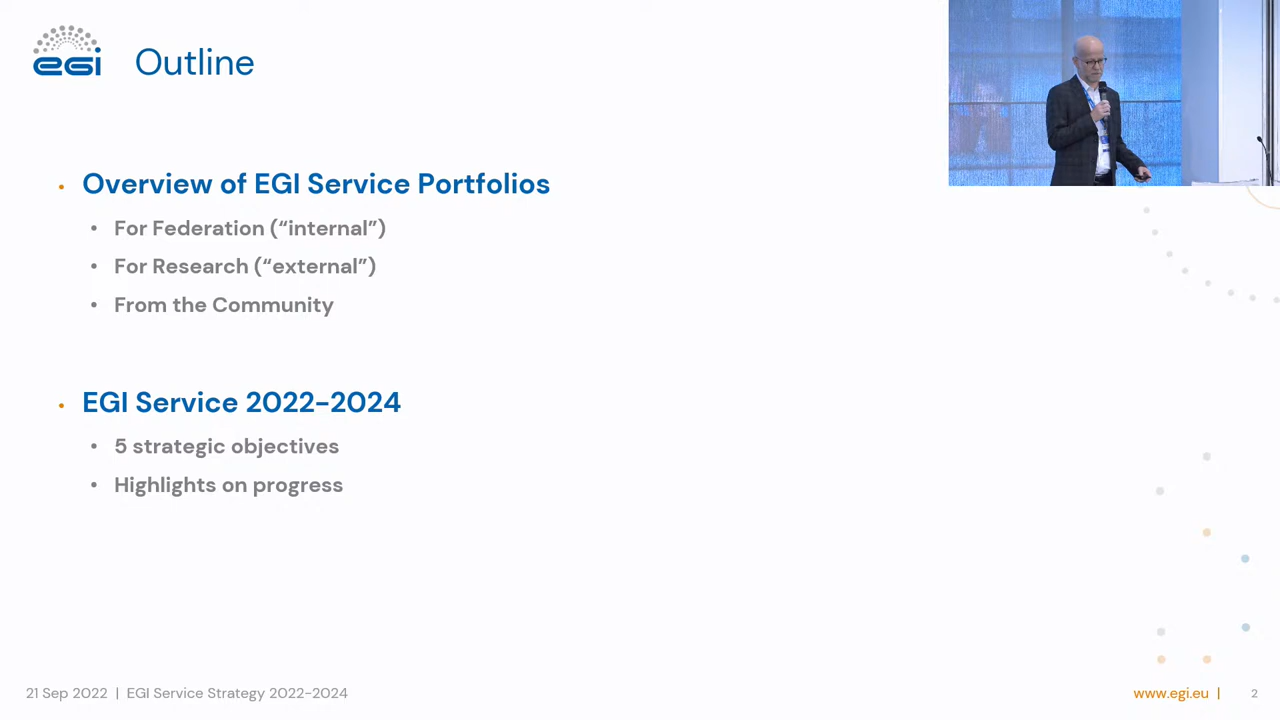 egi
Outline
• Overview of EGI Service Portfolios
• For Federation (“internal”)
• For Research (“external”)
• From the Community
• EGI Service 2022-2024
• 5 strategic objectives
• Highlights on progress
21 Sep 2022 | EGI Service Strategy 2022-2024
www.egi.eu | 2